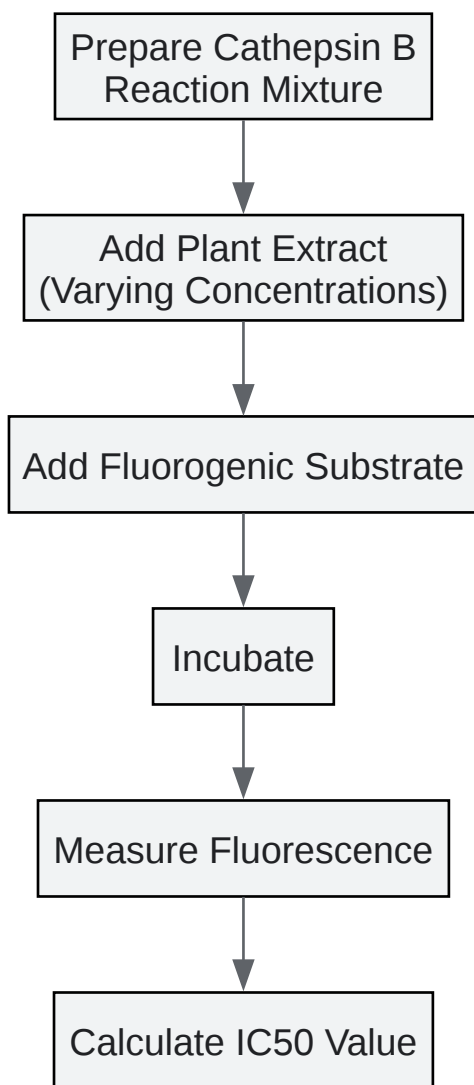 Prepare Cathepsin B
Reaction Mixture
Add Plant Extract
(Varying Concentrations)
Add Fluorogenic Substrate
Incubate
Measure Fluorescence
Calculate IC50 Value